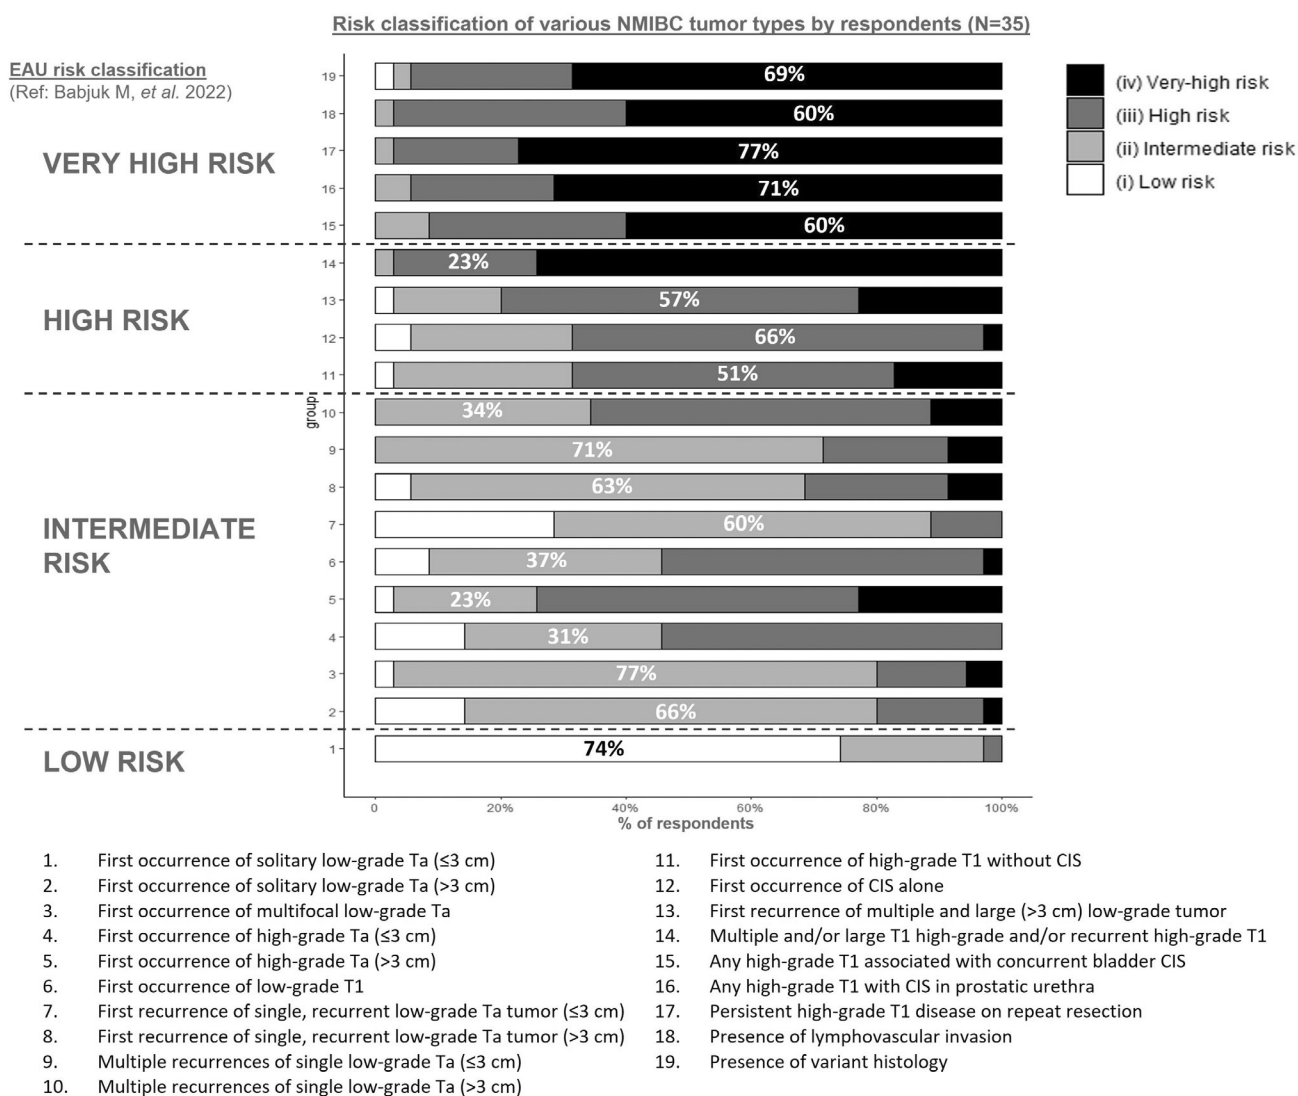 Risk classification of various NMIBC tumor types by respondents (N=35)
EAU risk classification
(Ref: Babjuk M, et al. 2022)
(iv) Very-high risk
(iii) High risk
(ii) Intermediate risk
(i) Low risk
VERY HIGH RISK
HIGH RISK
INTERMEDIATE
RISK
LOW RISK
group
19 69%
18 60%
17 77%
16 71%
15 60%
14 23%
13 57%
12 66%
11 51%
10 34%
9 71%
8 63%
7 60%
6 37%
5 23%
4 31%
3 77%
2 66%
1 74%
0 20% 40% 60% 80% 100%
% of respondents
1. First occurrence of solitary low-grade Ta (≤3 cm)
2. First occurrence of solitary low-grade Ta (>3 cm)
3. First occurrence of multifocal low-grade Ta
4. First occurrence of high-grade Ta (≤3 cm)
5. First occurrence of high-grade Ta (>3 cm)
6. First occurrence of low-grade T1
7. First recurrence of single, recurrent low-grade Ta tumor (≤3 cm)
8. First recurrence of single, recurrent low-grade Ta tumor (>3 cm)
9. Multiple recurrences of single low-grade Ta (≤3 cm)
10. Multiple recurrences of single low-grade Ta (>3 cm)
11. First occurrence of high-grade T1 without CIS
12. First occurrence of CIS alone
13. First recurrence of multiple and large (>3 cm) low-grade tumor
14. Multiple and/or large T1 high-grade and/or recurrent high-grade T1
15. Any high-grade T1 associated with concurrent bladder CIS
16. Any high-grade T1 with CIS in prostatic urethra
17. Persistent high-grade T1 disease on repeat resection
18. Presence of lymphovascular invasion
19. Presence of variant histology